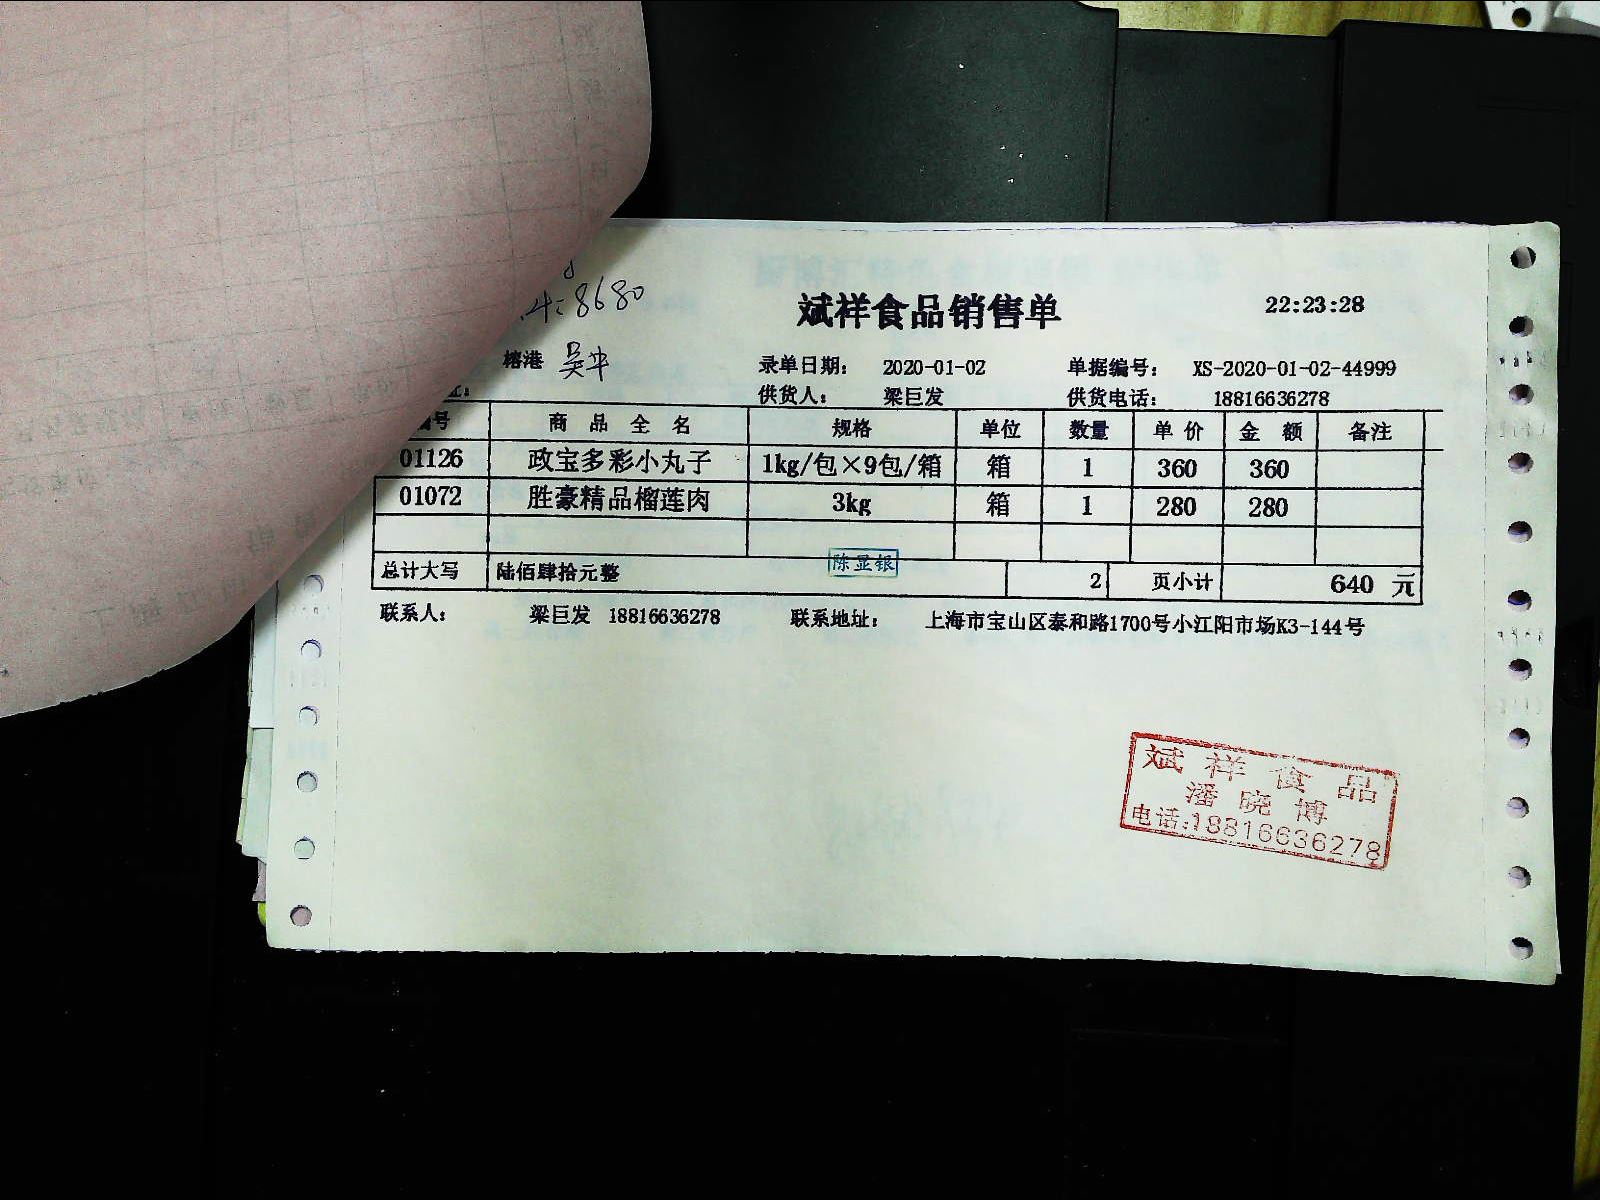 斌祥食品销售单 22:23:28
8680
榕港 录单日期: 2020-01-02 单据编号: XS-2020-01-02-44999
供货人: 梁巨发 供货电话: 18816636278
编号 商品全名 规格 单位 数量 单价 金额 备注
01126 政宝多彩小丸子 1kg/包×9包/箱 箱 1 360 360
01072 胜豪精品榴莲肉 3kg 箱 1 280 280
陈显银
总计大写 陆佰肆拾元整 2 页小计 640 元
联系人: 梁巨发 18816636278 联系地址: 上海市宝山区泰和路1700号小江阳市场K3-144号
斌祥食品
潘晓博
电话:18816636278